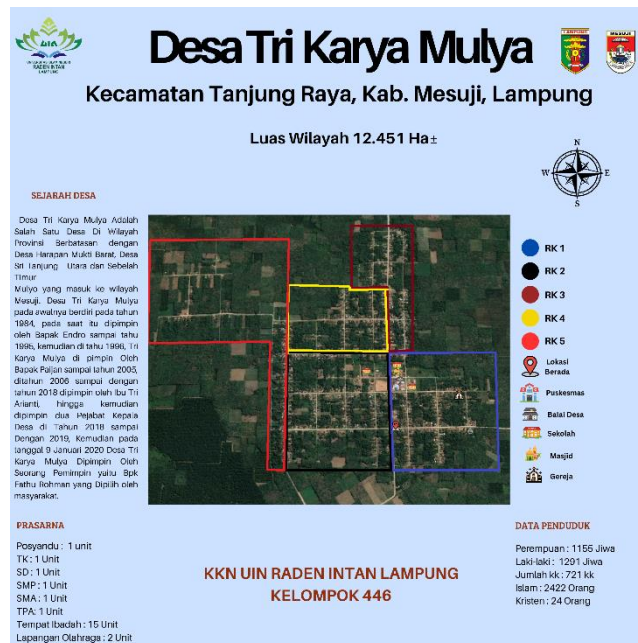 UIN
UNIVERSITAS ISLAM NEGERI
RADEN INTAN
LAMPUNG
Desa Tri Karya Mulya
LAMPUNG
MESUJI
Kecamatan Tanjung Raya, Kab. Mesuji, Lampung
Luas Wilayah 12.451 Ha±
N
W
E
S
SEJARAH DESA
Desa Tri Karya Mulya Adalah
Salah Satu Desa Di Wilayah
Provinsi Berbatasan dengan
Desa Harapan Mukti Barat, Desa
Sri Tanjung Utara dan Sebelah
Timur
Mulyo yang masuk ke wilayah
Mesuji. Desa Tri Karya Mulya
pada awalnya berdiri pada tahun
1984, pada saat itu dipimpin
oleh Bapak Endro sampai tahu
1995, kemudian di tahu 1996, Tri
Karya Mulya di pimpin Oleh
Bapak Paijan sampai tahun 2005,
ditahun 2006 sampai dengan
tahun 2018 dipimpin oleh Ibu Tri
Arianti, hingga kemudian
dipimpin dua Pejabat Kepala
Desa di Tahun 2018 sampai
Dengan 2019, Kemudian pada
tanggal 9 Januari 2020 Desa Tri
Karya Mulya Dipimpin Oleh
Seorang Pemimpin yaitu Bpk
Fathu Rohman yang Dipilih oleh
masyarakat.
RK 1
RK 2
RK 3
RK 4
RK 5
Lokasi
Berada
Puskesmas
Balai Desa
Sekolah
Masjid
Gereja
PRASARNA
Posyandu : 1 unit
TK : 1 Unit
SD : 1 Unit
SMP : 1 Unit
SMA : 1 Unit
TPA: 1 Unit
Tempat Ibadah : 15 Unit
Lapangan Olahraga : 2 Unit
KKN UIN RADEN INTAN LAMPUNG
KELOMPOK 446
DATA PENDUDUK
Perempuan : 1155 Jiwa
Laki-laki : 1291 Jiwa
Jumlah kk : 721 kk
Islam : 2422 Orang
Kristen : 24 Orang